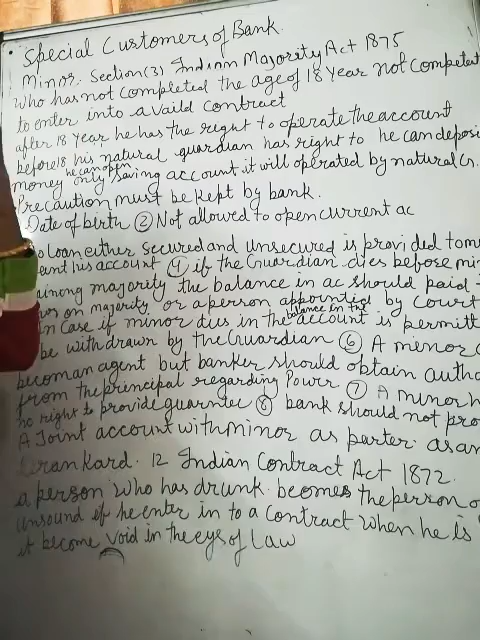 Special Customers of Bank.
Minor. Section(3) Indian Majority Act 1875
Who has not completed the age of 18 Year not Competent
to enter into a Vaild Contract
after 18 Year he has the right to operate the account
before 18 his natural guardian has right to he can deposi
money he can open only saving account it will operated by natural G.
Precaution must be kept by bank.
Date of birth ② Not allowed to open current ac
o loan either secured and unsecured is provided to m
his account ④ if the Guardian dies before mi
aining majority the balance in ac should paid
on majority or a person appointed by Court
In Case if minor dies in the balance in the account is permitt
be withdrawn by the Guardian ⑥ A menor C
becoman agent but banker should obtain autho
from the principal regarding Power ⑦ A minor h
no right to provide guarntee ⑧ bank should not pro
A Joint account with minor as parter. as an
rankard. 12 Indian Contract Act 1872.
a person who has drunk. becomes the person o
unsound if he enter in to a Contract when he is
it become void in the eyes of Law